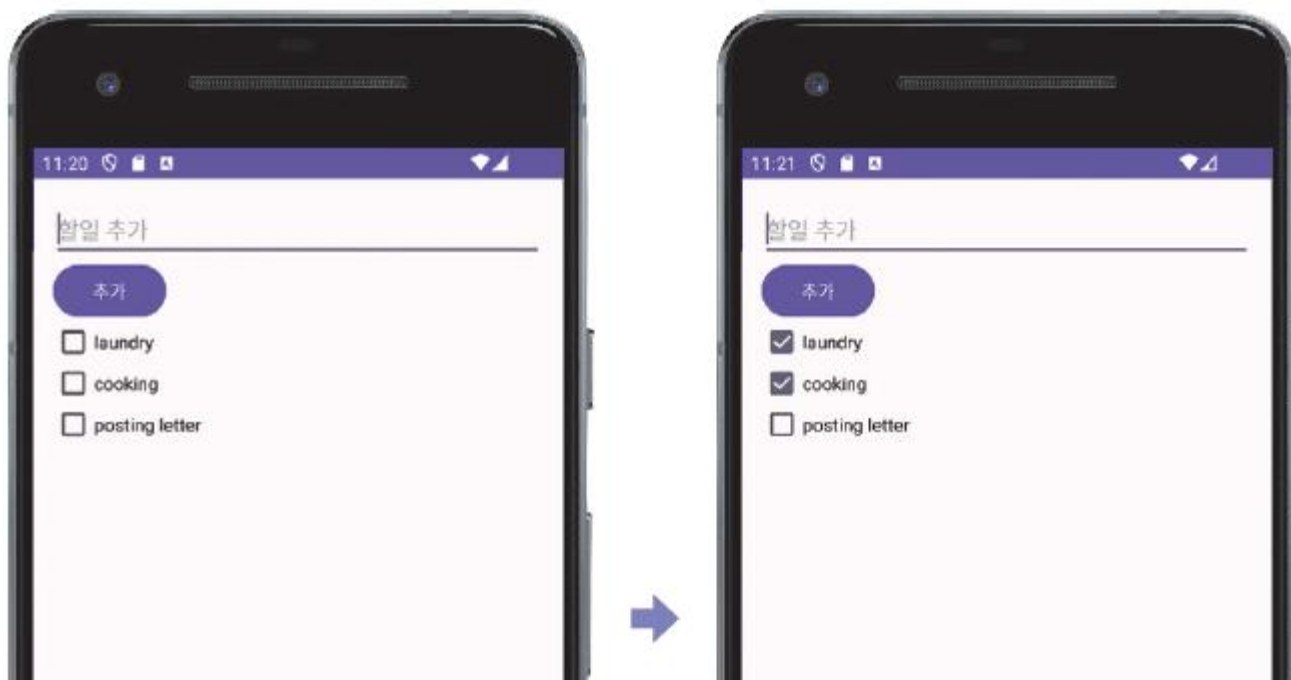 11:20
할일 추가
추가
laundry
cooking
posting letter
11:21
할일 추가
추가
laundry
cooking
posting letter